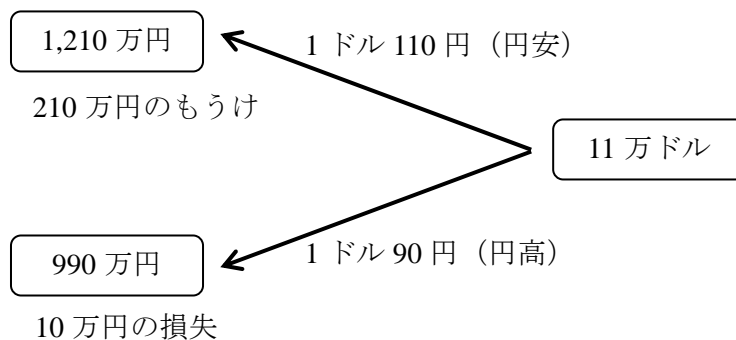 1,210 万円
1 ドル 110 円（円安）
210 万円のもうけ
11 万ドル
1 ドル 90 円（円高）
990 万円
10 万円の損失